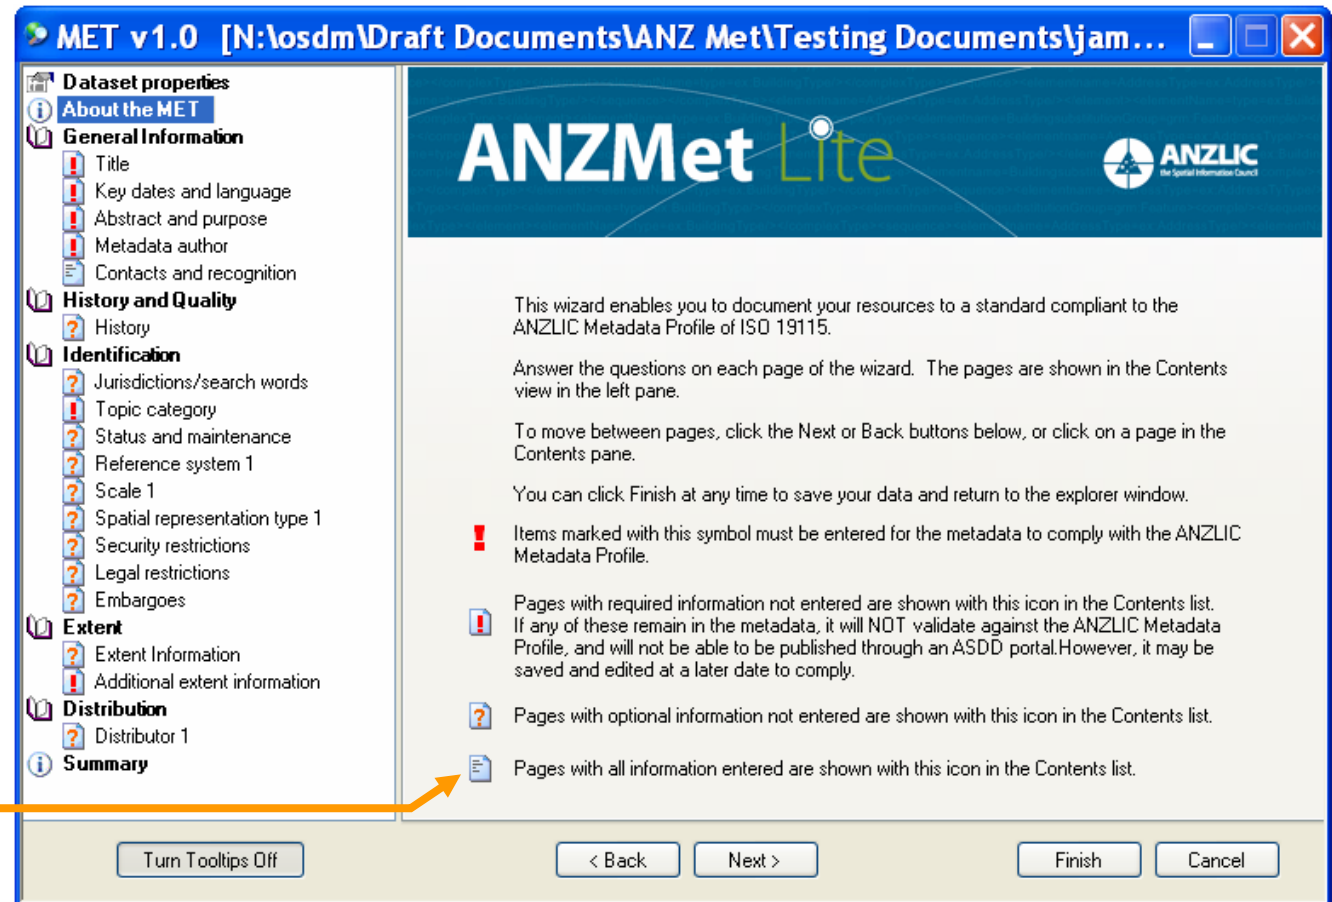 MET v1.0 [N:\osdm\Draft Documents\ANZ Met\Testing Documents\jam...
Dataset properties
About the MET
General Information
Title
Key dates and language
Abstract and purpose
Metadata author
Contacts and recognition
History and Quality
History
Identification
Jurisdictions/search words
Topic category
Status and maintenance
Reference system 1
Scale 1
Spatial representation type 1
Security restrictions
Legal restrictions
Embargoes
Extent
Extent Information
Additional extent information
Distribution
Distributor 1
Summary
ANZMet Lite
ANZLIC
the Spatial Information Council
This wizard enables you to document your resources to a standard compliant to the
ANZLIC Metadata Profile of ISO 19115.
Answer the questions on each page of the wizard. The pages are shown in the Contents
view in the left pane.
To move between pages, click the Next or Back buttons below, or click on a page in the
Contents pane.
You can click Finish at any time to save your data and return to the explorer window.
Items marked with this symbol must be entered for the metadata to comply with the ANZLIC
Metadata Profile.
Pages with required information not entered are shown with this icon in the Contents list.
If any of these remain in the metadata, it will NOT validate against the ANZLIC Metadata
Profile, and will not be able to be published through an ASDD portal.However, it may be
saved and edited at a later date to comply.
Pages with optional information not entered are shown with this icon in the Contents list.
Pages with all information entered are shown with this icon in the Contents list.
Turn Tooltips Off
< Back
Next >
Finish
Cancel